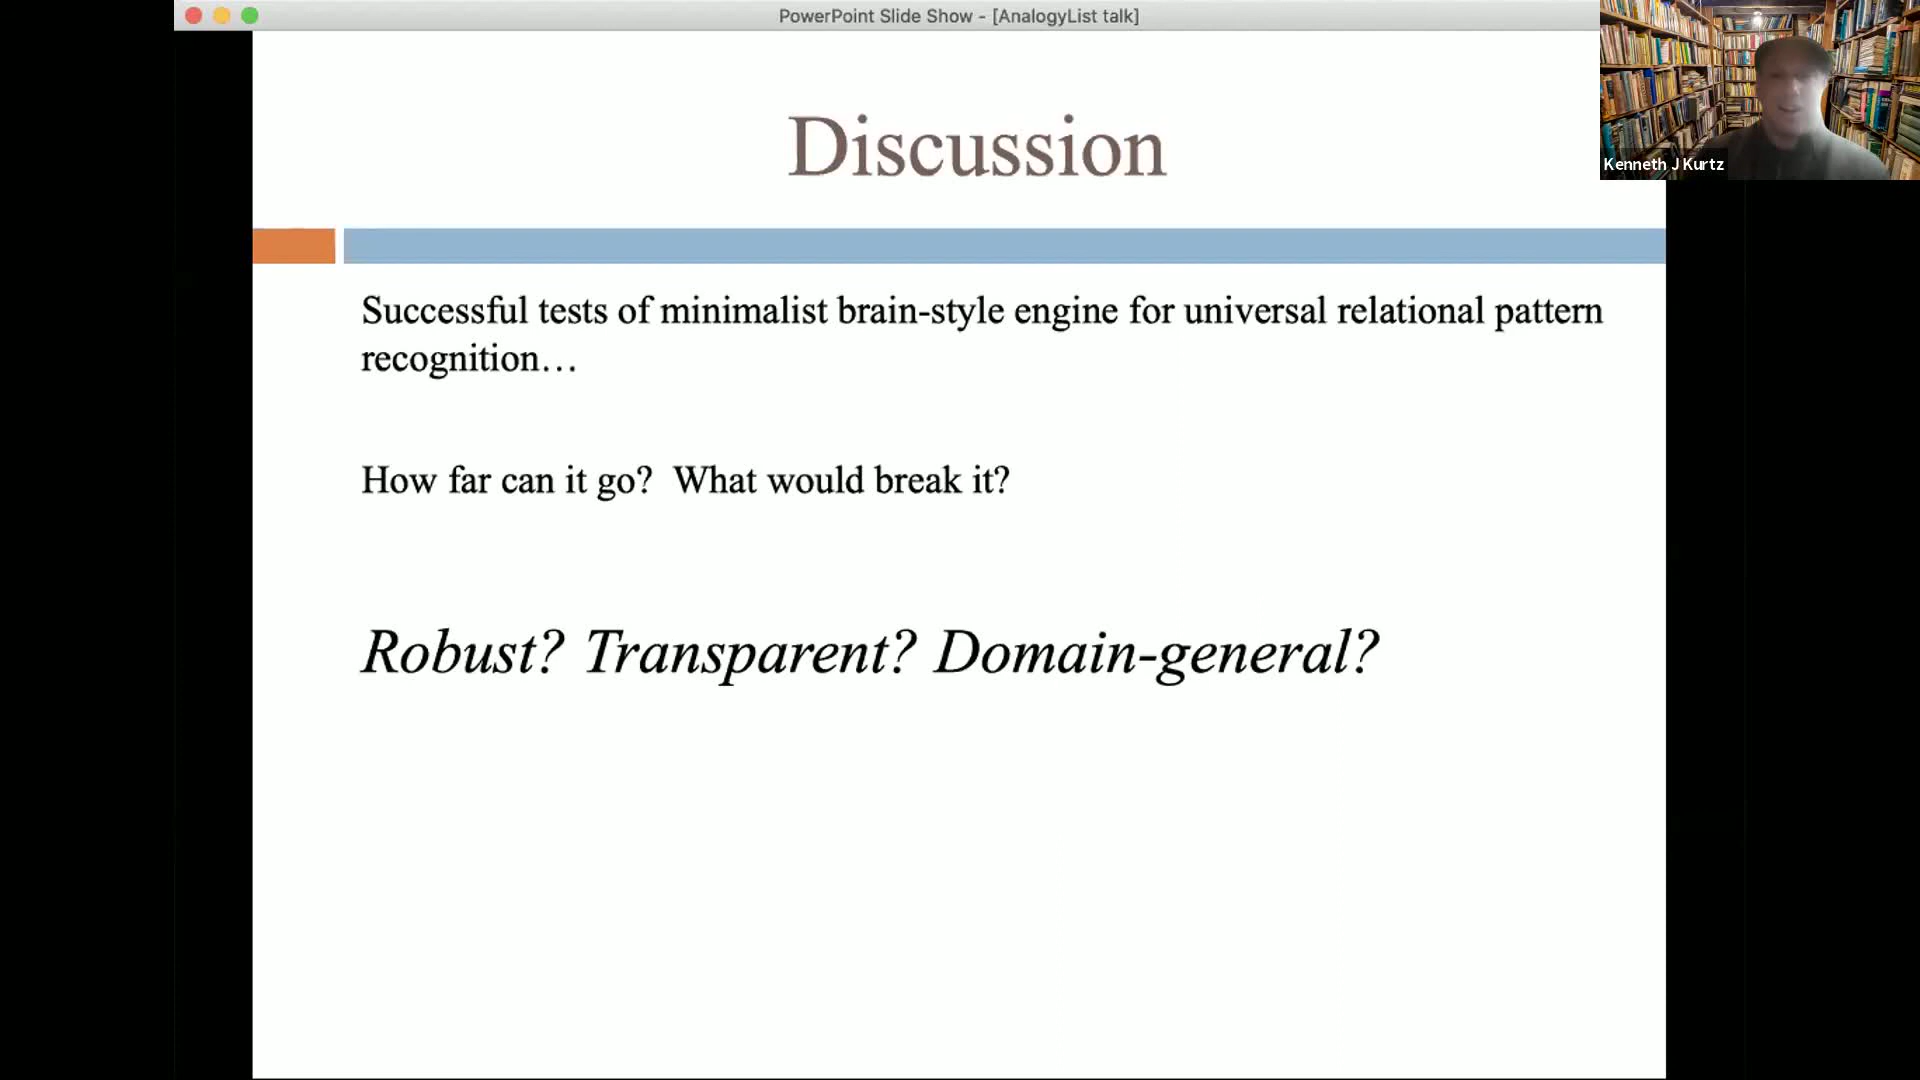 PowerPoint Slide Show - [AnalogyList talk]
Kenneth J Kurtz
Discussion
Successful tests of minimalist brain-style engine for universal relational pattern
recognition…
How far can it go? What would break it?
Robust? Transparent? Domain-general?